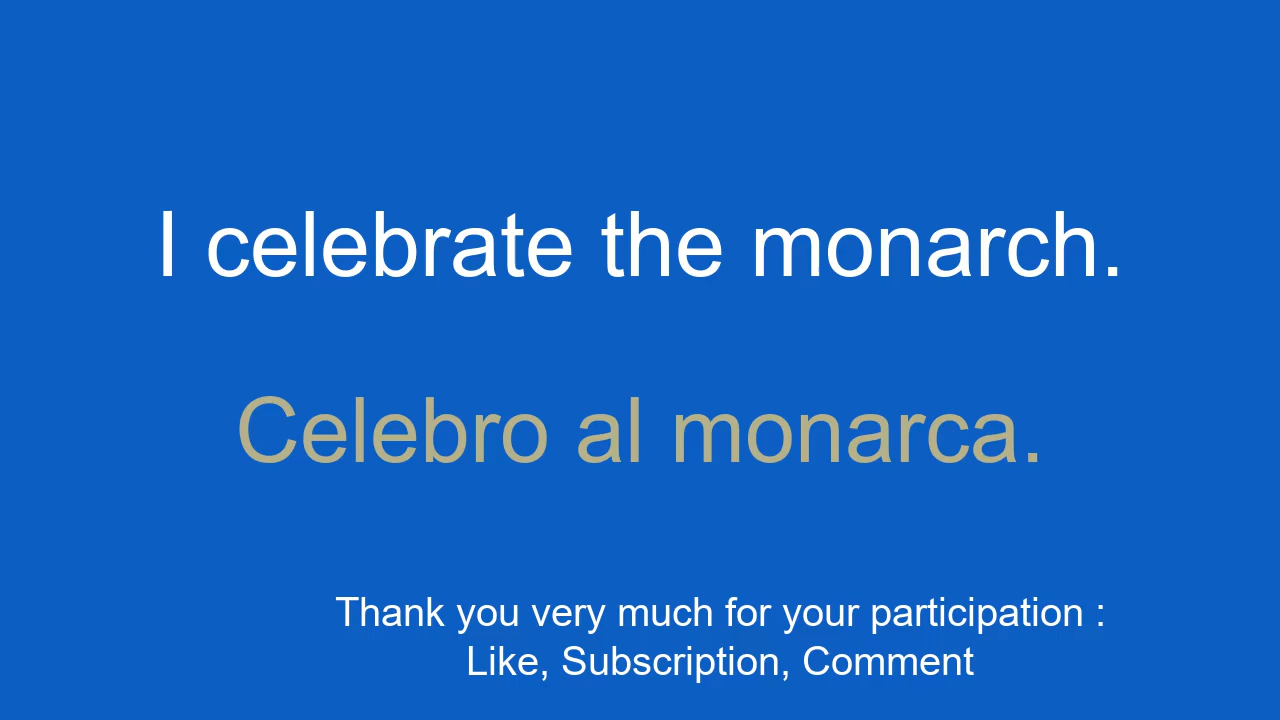 I celebrate the monarch.
Celebro al monarca.
Thank you very much for your participation :
Like, Subscription, Comment